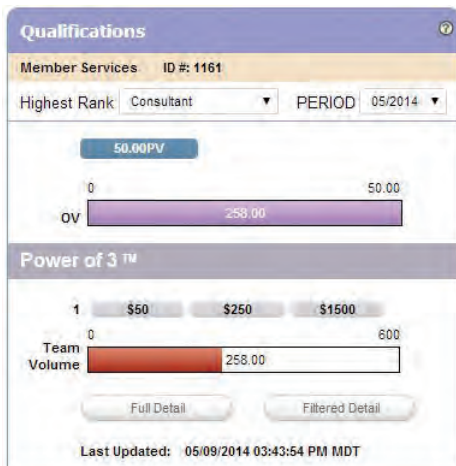 Qualifications
Member Services ID #: 1161
Highest Rank Consultant PERIOD 05/2014
50.00PV
0 50.00
OV 258.00
Power of 3 ™
1 $50 $250 $1500
0 600
Team
Volume 258.00
Full Detail Filtered Detail
Last Updated: 05/09/2014 03:43:54 PM MDT